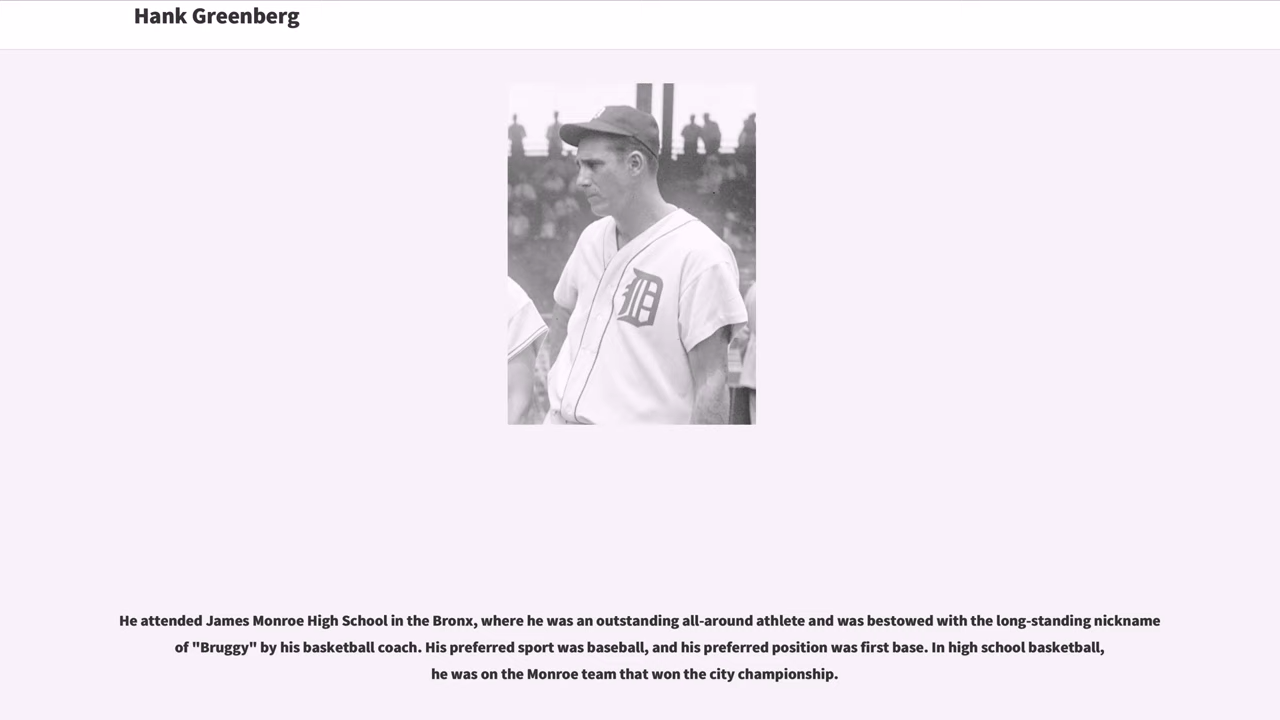 Hank Greenberg
D
He attended James Monroe High School in the Bronx, where he was an outstanding all-around athlete and was bestowed with the long-standing nickname
of "Bruggy" by his basketball coach. His preferred sport was baseball, and his preferred position was first base. In high school basketball,
he was on the Monroe team that won the city championship.